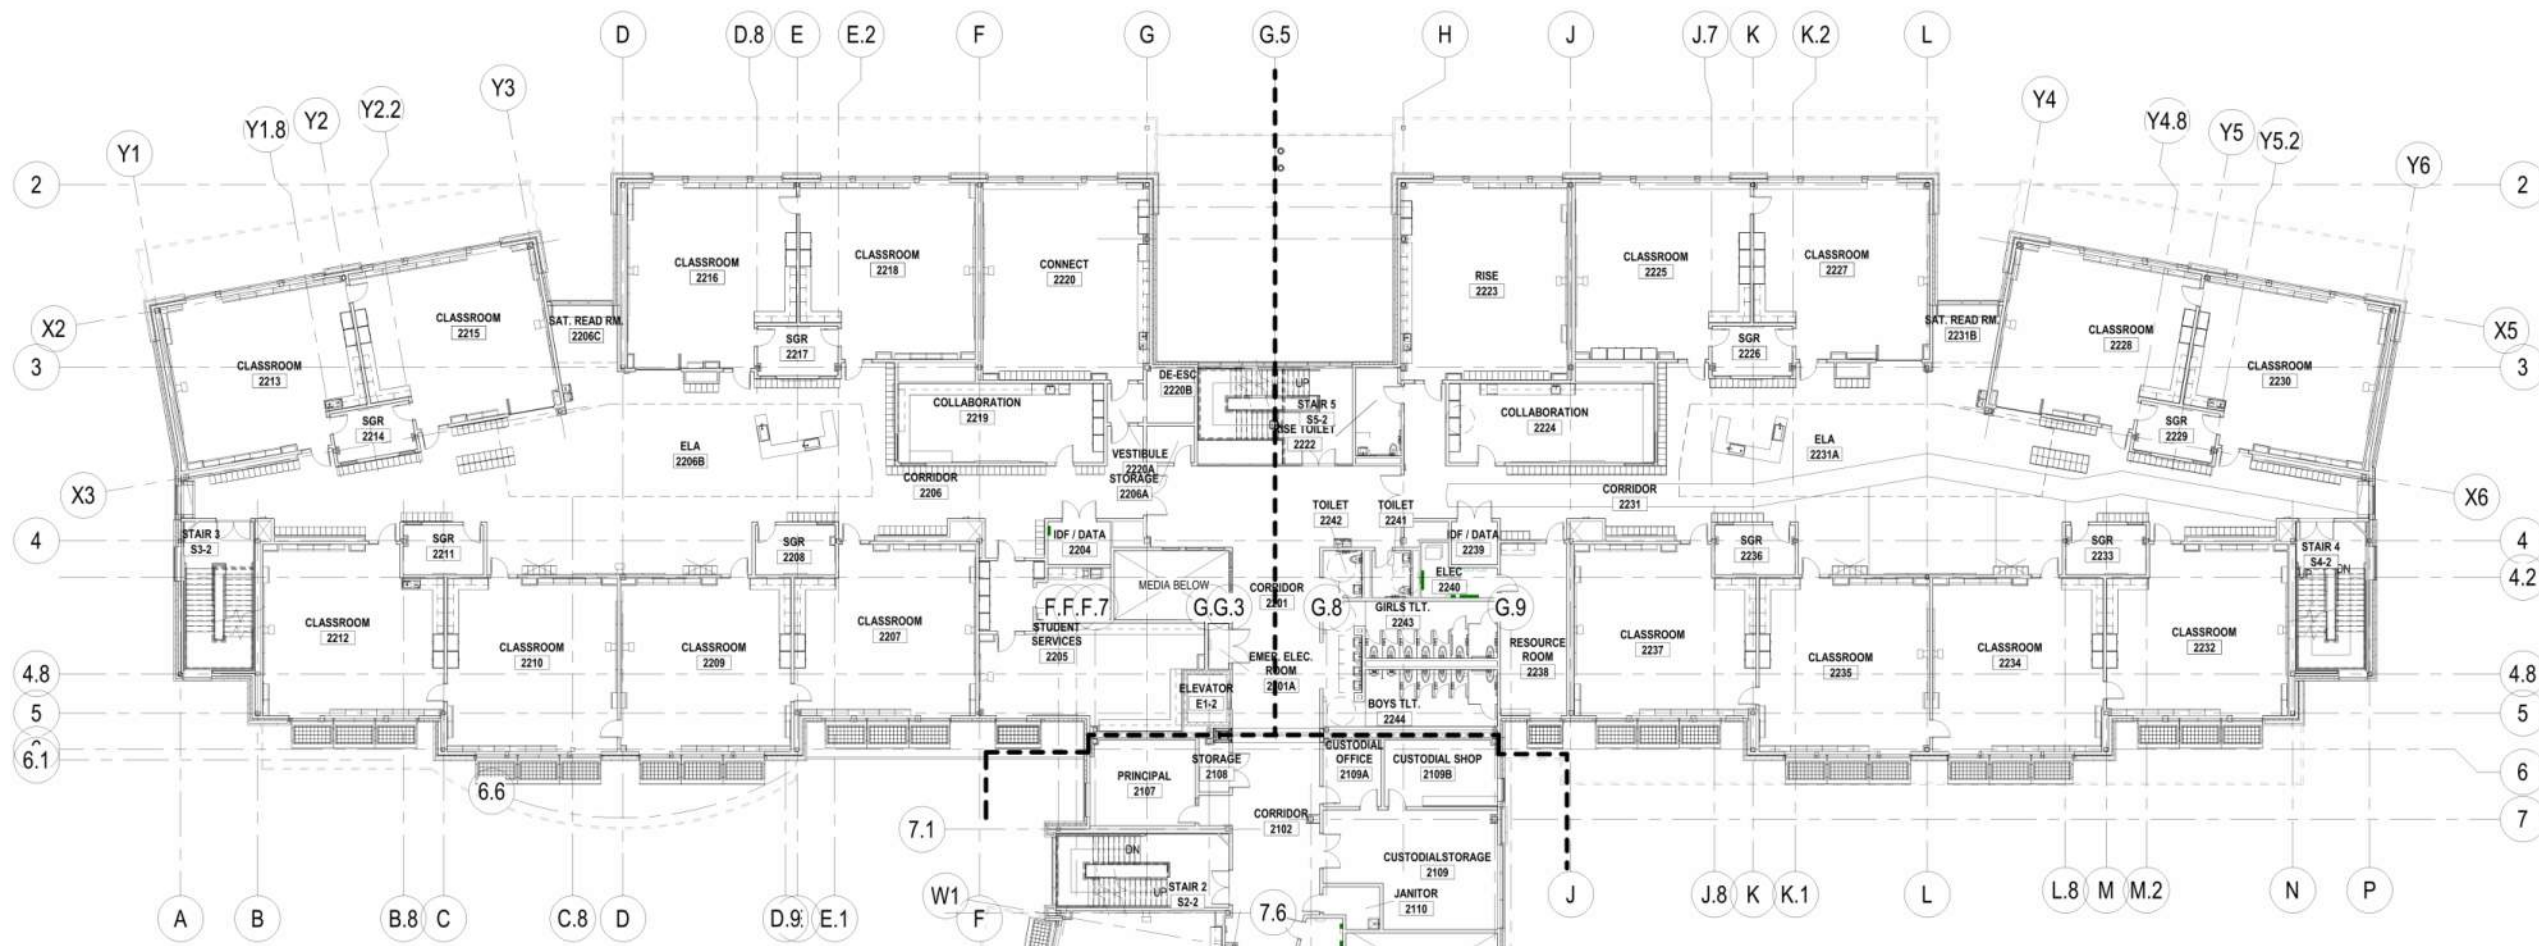 D
D.8
E
E.2
F
G
G.5
H
J
J.7
K
K.2
L
Y3
Y2.2
Y2
Y1.8
Y1
Y4
Y4.8
Y5
Y5.2
Y6
2
2
X2
3
X3
4
4.8
5
6.1
6.6
X5
3
X6
4
4.2
4.8
5
6
7
7.1
W1
7.6
CLASSROOM
2213
CLASSROOM
2215
SGR
2214
SAT. READ RM.
2206C
CLASSROOM
2216
CLASSROOM
2218
SGR
2217
CONNECT
2220
COLLABORATION
2219
DE-ESC
2220B
VESTIBULE
2220A
STORAGE
2206A
ELA
2206B
CORRIDOR
2206
UP
STAIR 5
S5-2
RISE TOILET
2222
RISE
2223
CLASSROOM
2225
CLASSROOM
2227
SGR
2226
COLLABORATION
2224
SAT. READ RM.
2231B
CLASSROOM
2228
CLASSROOM
2230
SGR
2229
ELA
2231A
CORRIDOR
2231
STAIR 3
S3-2
SGR
2211
SGR
2208
CLASSROOM
2212
CLASSROOM
2210
CLASSROOM
2209
CLASSROOM
2207
IDF / DATA
2204
MEDIA BELOW
F.7
STUDENT
SERVICES
2205
G.3
ELEVATOR
E1-2
CORRIDOR
2201
EMER. ELEC.
ROOM
2201A
TOILET
2242
TOILET
2241
IDF / DATA
2239
ELEC
2240
G.8
G.9
GIRLS TLT.
2243
BOYS TLT.
2244
RESOURCE
ROOM
2238
CLASSROOM
2237
SGR
2236
CLASSROOM
2235
CLASSROOM
2234
SGR
2233
CLASSROOM
2232
STAIR 4
S4-2
UP
DN
PRINCIPAL
2107
STORAGE
2108
CORRIDOR
2102
CUSTODIAL
OFFICE
2109A
CUSTODIAL SHOP
2109B
CUSTODIALSTORAGE
2109
JANITOR
2110
DN
UP
STAIR 2
S2-2
A
B
B.8
C
C.8
D
D.9
E.1
F
J
J.8
K
K.1
L
L.8
M
M.2
N
P